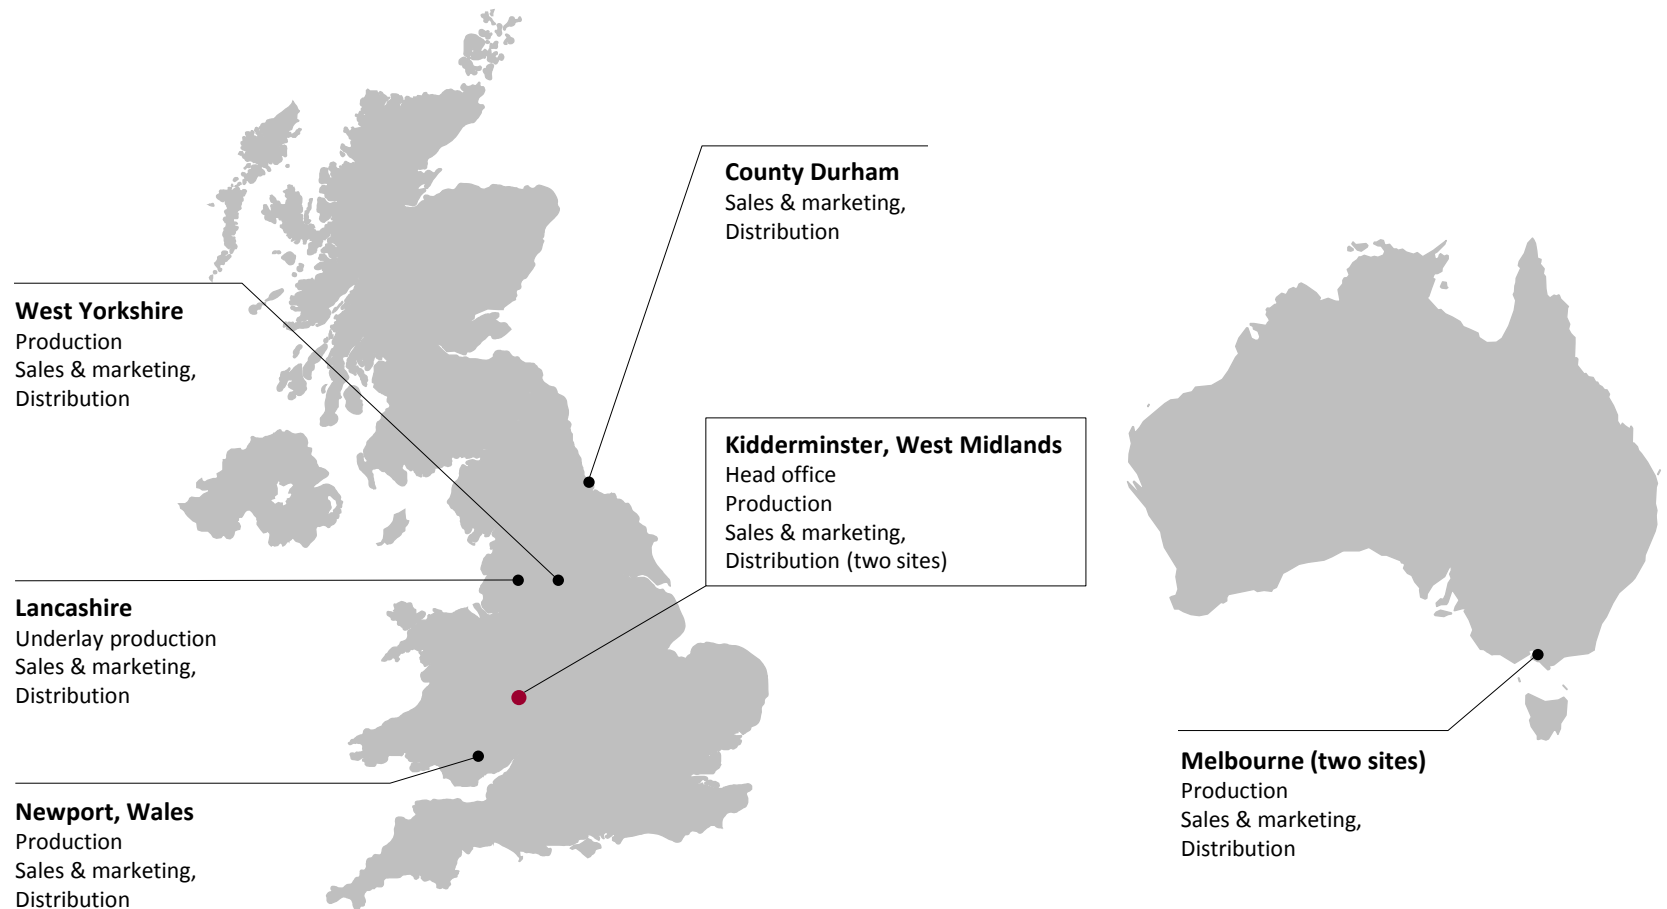 County Durham
Sales & marketing,
Distribution
West Yorkshire
Production
Sales & marketing,
Distribution
Kidderminster, West Midlands
Head office
Production
Sales & marketing,
Distribution (two sites)
Lancashire
Underlay production
Sales & marketing,
Distribution
Newport, Wales
Production
Sales & marketing,
Distribution
Melbourne (two sites)
Production
Sales & marketing,
Distribution